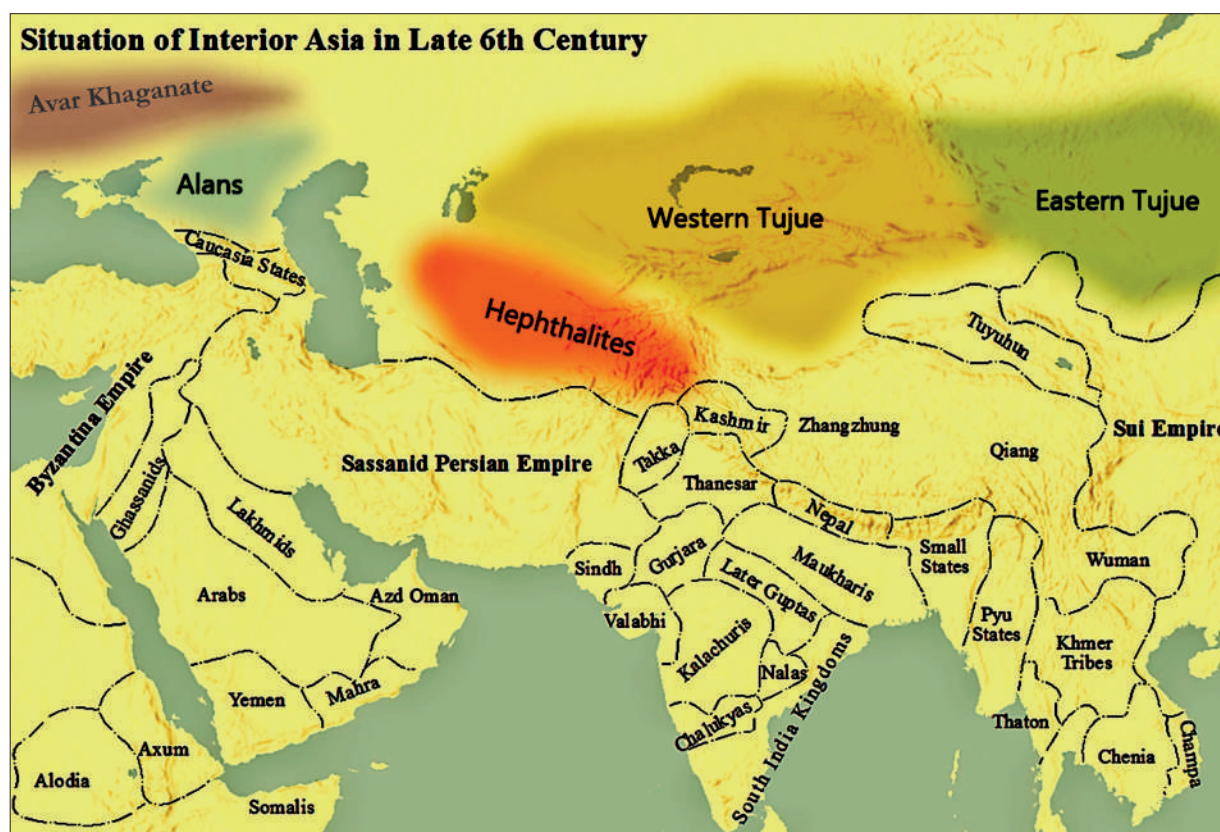 Situation of Interior Asia in Late 6th Century
Avar Khaganate
Alans
Western Tujue
Eastern Tujue
Caucasia States
Hephthalites
Tuyuhun
Byzantina Empire
Ghassanids
Lakhmids
Sassanid Persian Empire
Takka
Kashmir
Zhangzhung
Qiang
Sui Empire
Thanesar
Nepal
Sindh
Gurjara
Maukharis
Small
States
Wuman
Arabs
Azd Oman
Valabhi
Later Guptas
Kalachuris
Pyu
States
Khmer
Tribes
Nalas
Yemen
Mahra
Chalukyas
South India Kingdoms
Thaton
Chenia
Champa
Axum
Alodia
Somalis